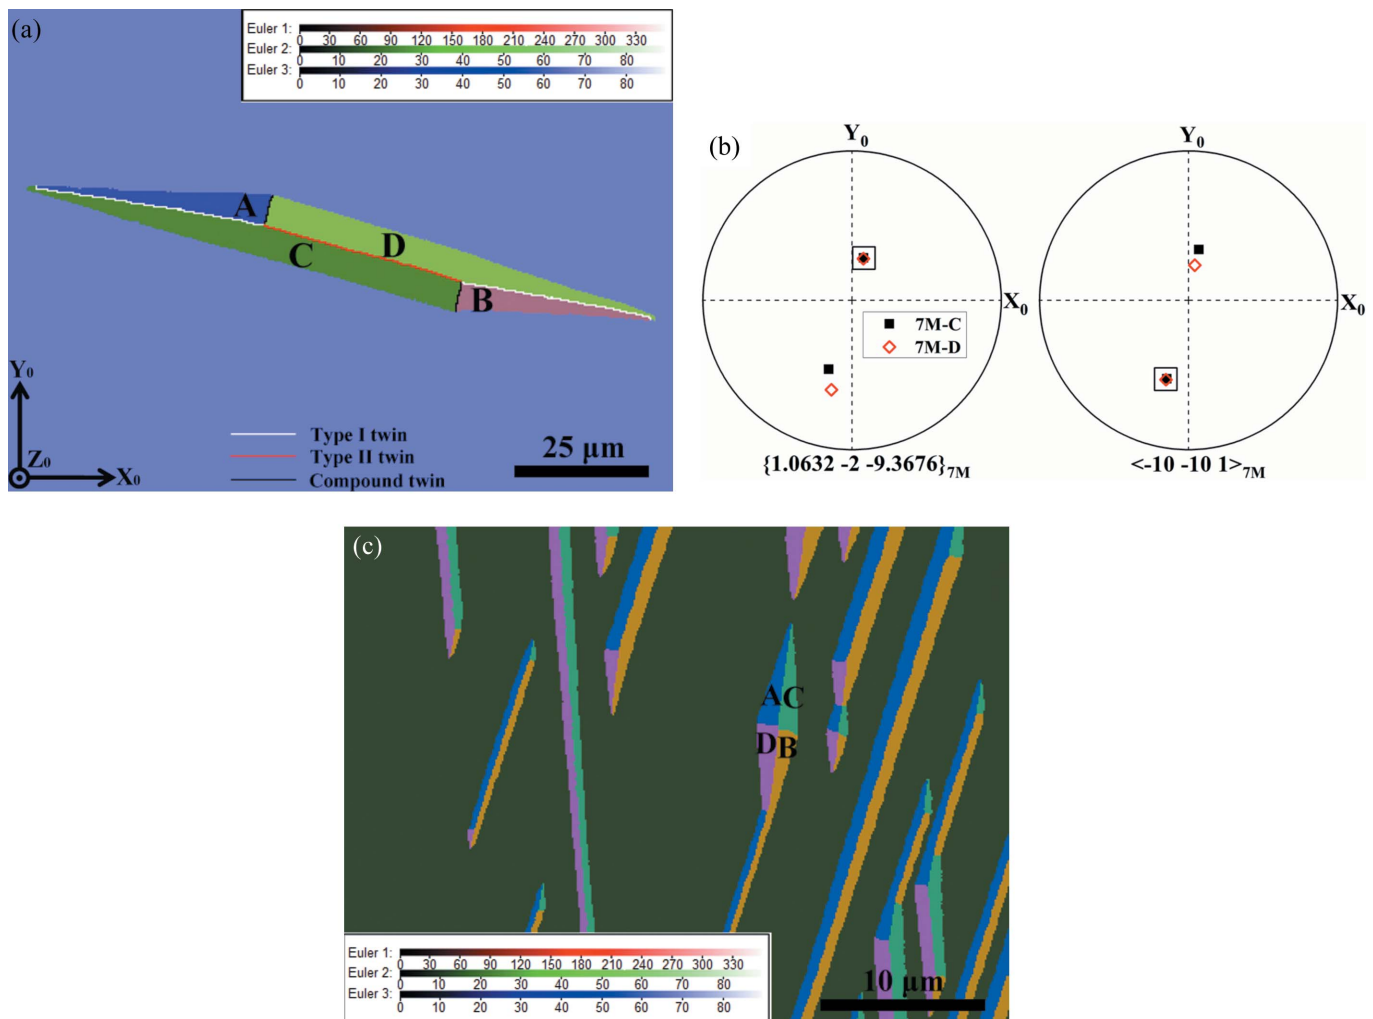 (a)
Euler 1:
0 30 60 90 120 150 180 210 240 270 300 330
Euler 2:
0 10 20 30 40 50 60 70 80
Euler 3:
0 10 20 30 40 50 60 70 80
A
D
C
B
Y0
Z0
X0
Type I twin
Type II twin
Compound twin
25 µm
(b)
Y0
X0
7M-C
7M-D
{1.0632 -2 -9.3676}7M
Y0
X0
<-10 -10 1>7M
(c)
AC
DB
Euler 1:
0 30 60 90 120 150 180 210 240 270 300 330
Euler 2:
0 10 20 30 40 50 60 70 80
Euler 3:
0 10 20 30 40 50 60 70 80
10 µm